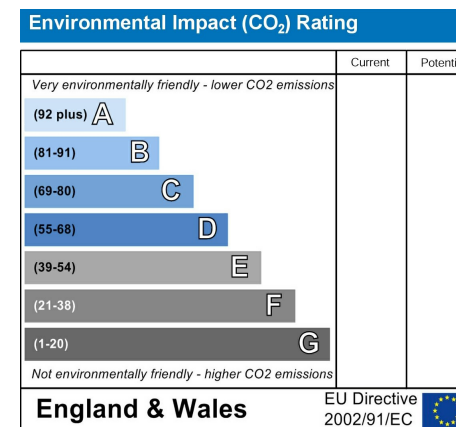 Environmental Impact (CO₂) Rating
Current Potenti
Very environmentally friendly - lower CO2 emissions
(92 plus) A
(81-91) B
(69-80) C
(55-68) D
(39-54) E
(21-38) F
(1-20) G
Not environmentally friendly - higher CO2 emissions
England & Wales
EU Directive
2002/91/EC